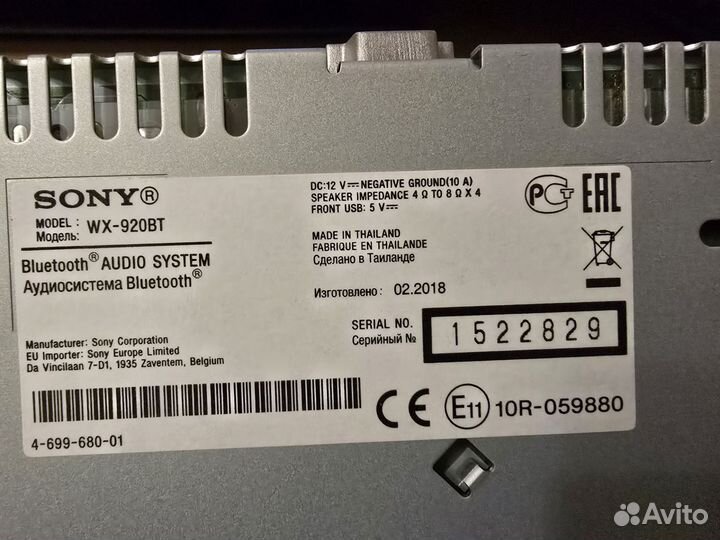 SONY®
MODEL : WX-920BT
Модель:
Bluetooth® AUDIO SYSTEM
Аудиосистема Bluetooth®
Manufacturer: Sony Corporation
EU Importer: Sony Europe Limited
Da Vincilaan 7-D1, 1935 Zaventem, Belgium
4-699-680-01
DC:12 V⎓ NEGATIVE GROUND(10 A)
SPEAKER IMPEDANCE 4 Ω TO 8 Ω X 4
FRONT USB: 5 V⎓
MADE IN THAILAND
FABRIQUE EN THAILANDE
Сделано в Таиланде
Изготовлено : 02.2018
SERIAL NO.
Серийный №
1522829
РСТ EAC
CE E11 10R-059880
Avito